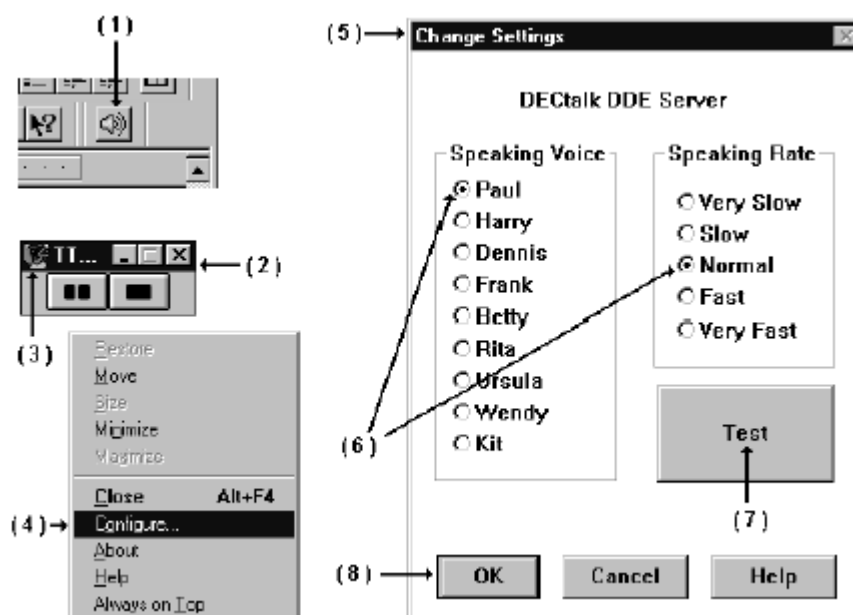 (1)
(2)
TT...
(3)
Restore
Move
Size
Minimize
Maximize
Close Alt+F4
(4)
Configure...
About
Help
Always on Top
(5)
Change Settings
DECtalk DDE Server
Speaking Voice
Paul
Harry
Dennis
Frank
Betty
Rita
Ursula
Wendy
Kit
Speaking Rate
Very Slow
Slow
Normal
Fast
Very Fast
(6)
Test
(7)
(8)
OK
Cancel
Help